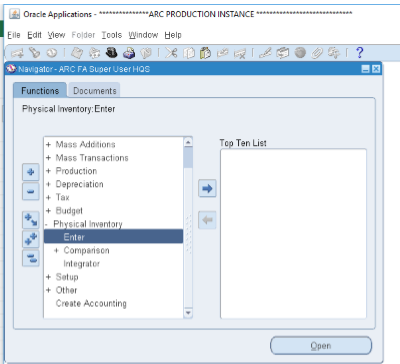 Oracle Applications - ****************ARC PRODUCTION INSTANCE ******************************
File Edit View Folder Tools Window Help
Navigator - ARC FA Super User HQS
Functions Documents
Physical Inventory:Enter
Top Ten List
+ Mass Additions
+ Mass Transactions
+ Production
+ Depreciation
+ Tax
+ Budget
- Physical Inventory
Enter
+ Comparison
Integrator
+ Setup
+ Other
Create Accounting
Open